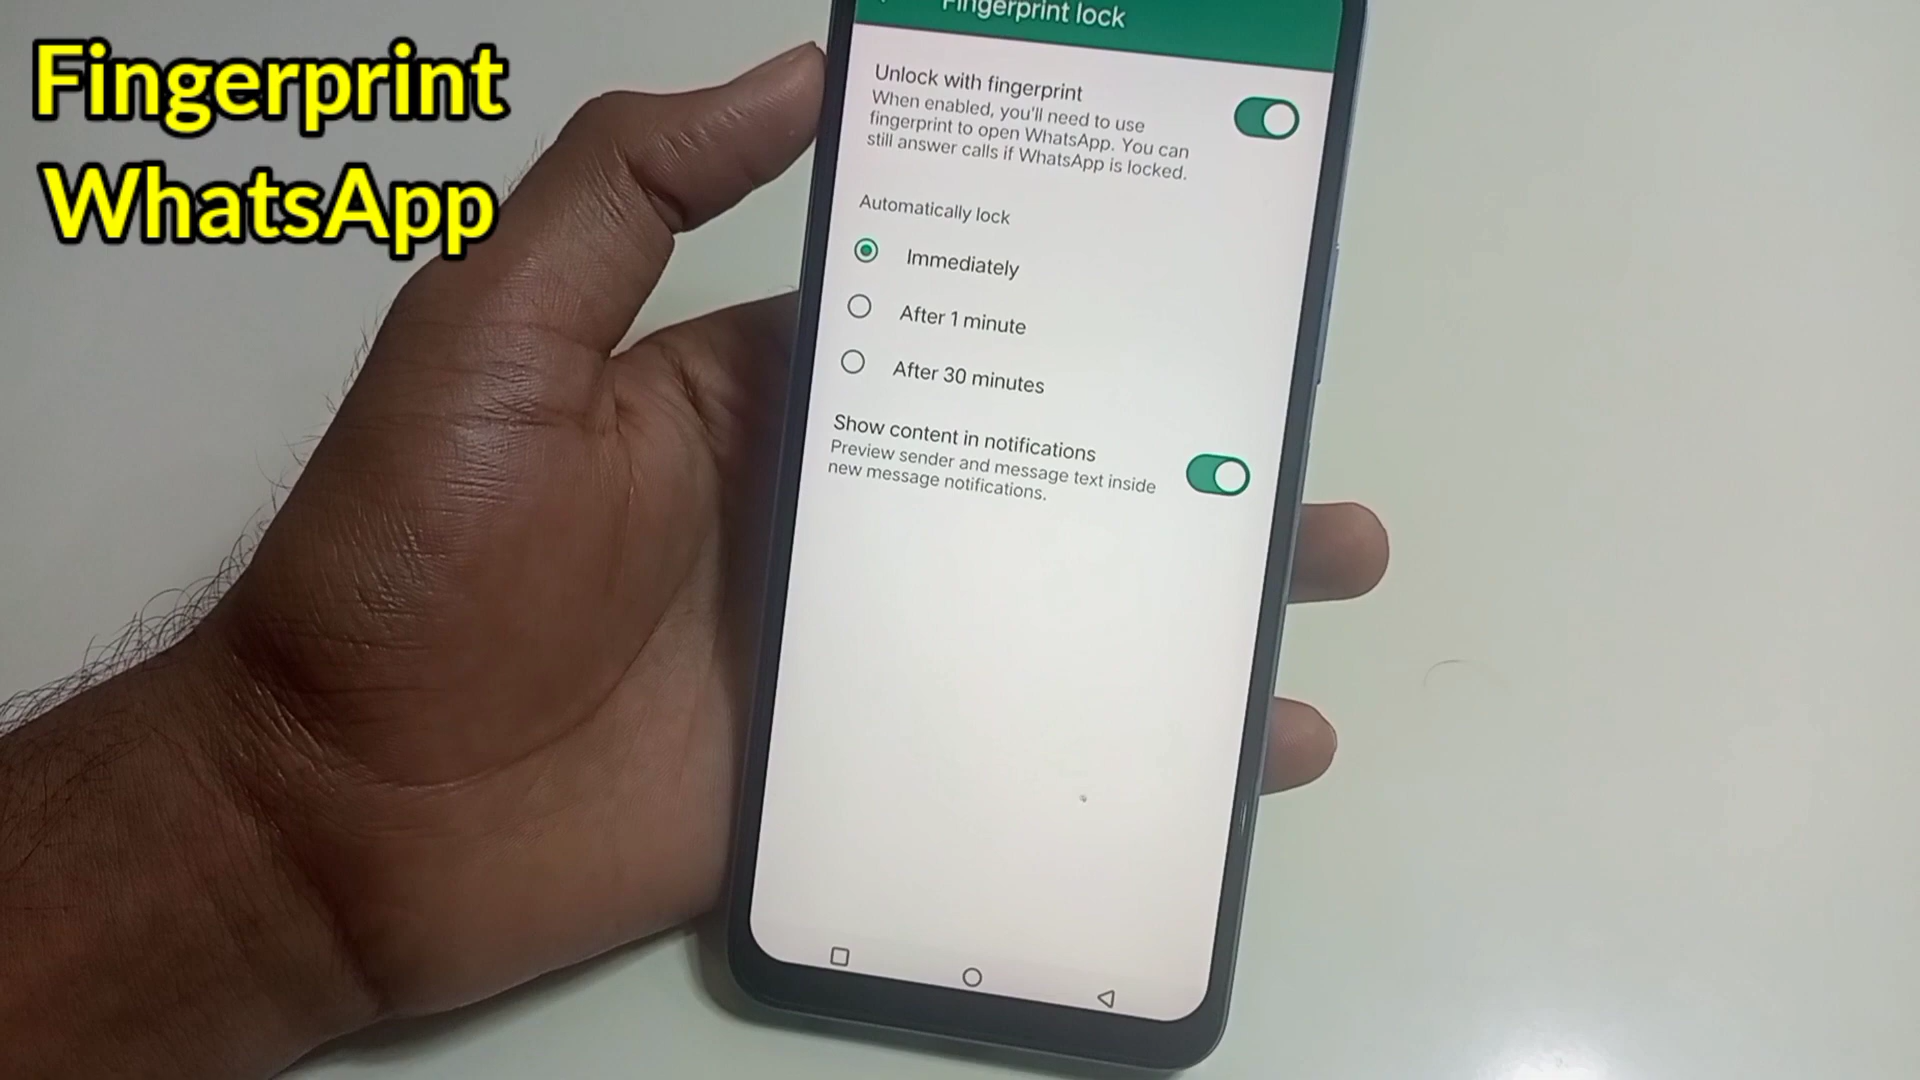 Fingerprint
WhatsApp
Fingerprint lock
Unlock with fingerprint
When enabled, you'll need to use
fingerprint to open WhatsApp. You can
still answer calls if WhatsApp is locked.
Automatically lock
Immediately
After 1 minute
After 30 minutes
Show content in notifications
Preview sender and message text inside
new message notifications.